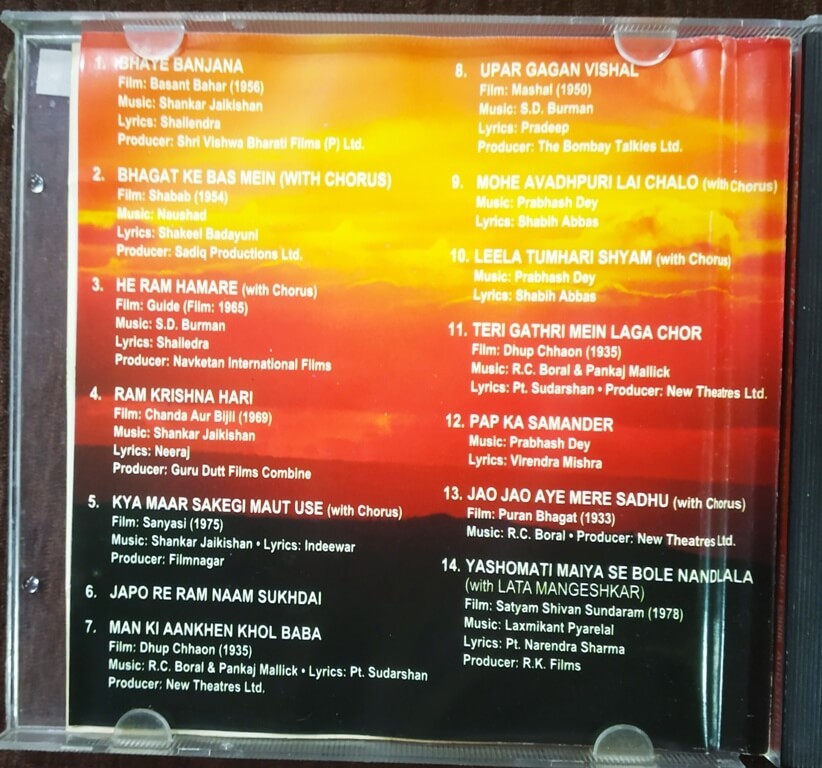 1. BHAYE BANJANA
Film: Basant Bahar (1956)
Music: Shankar Jaikishan
Lyrics: Shailendra
Producer: Shri Vishwa Bharati Films (P) Ltd.
2. BHAGAT KE BAS MEIN (WITH CHORUS)
Film: Shabab (1954)
Music: Naushad
Lyrics: Shakeel Badayuni
Producer: Sadiq Productions Ltd.
3. HE RAM HAMARE (with Chorus)
Film: Guide (Film: 1965)
Music: S.D. Burman
Lyrics: Shailedra
Producer: Navketan International Films
4. RAM KRISHNA HARI
Film: Chanda Aur Bijli (1969)
Music: Shankar Jaikishan
Lyrics: Neeraj
Producer: Guru Dutt Films Combine
5. KYA MAAR SAKEGI MAUT USE (with Chorus)
Film: Sanyasi (1975)
Music: Shankar Jaikishan • Lyrics: Indeewar
Producer: Filmnagar
6. JAPO RE RAM NAAM SUKHDAI
7. MAN KI AANKHEN KHOL BABA
Film: Dhup Chhaon (1935)
Music: R.C. Boral & Pankaj Mallick • Lyrics: Pt. Sudarshan
Producer: New Theatres Ltd.
8. UPAR GAGAN VISHAL
Film: Mashal (1950)
Music: S.D. Burman
Lyrics: Pradeep
Producer: The Bombay Talkies Ltd.
9. MOHE AVADHPURI LAI CHALO (with Chorus)
Music: Prabhash Dey
Lyrics: Shabih Abbas
10. LEELA TUMHARI SHYAM (with Chorus)
Music: Prabhash Dey
Lyrics: Shabih Abbas
11. TERI GATHRI MEIN LAGA CHOR
Film: Dhup Chhaon (1935)
Music: R.C. Boral & Pankaj Mallick
Lyrics: Pt. Sudarshan • Producer: New Theatres Ltd.
12. PAP KA SAMANDER
Music: Prabhash Dey
Lyrics: Virendra Mishra
13. JAO JAO AYE MERE SADHU (with Chorus)
Film: Puran Bhagat (1933)
Music: R.C. Boral • Producer: New Theatres Ltd.
14. YASHOMATI MAIYA SE BOLE NANDLALA
(with LATA MANGESHKAR)
Film: Satyam Shivan Sundaram (1978)
Music: Laxmikant Pyarelal
Lyrics: Pt. Narendra Sharma
Producer: R.K. Films